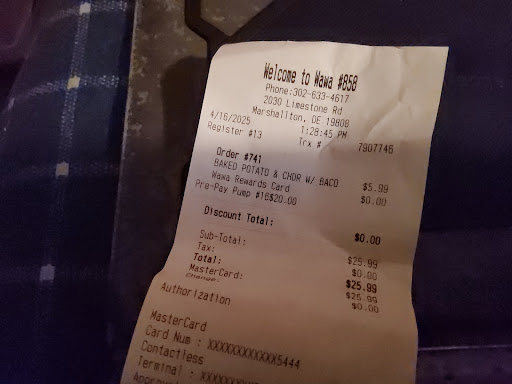 Welcome to Wawa #858
Phone:302-633-4617
2030 Limestone Rd
Marshallton, DE 19808
4/16/2025 1:28:45 PM
Register #13 Trx # 7907746
Order #741
BAKED POTATO & CHDR W/ BACO $5.99
Wawa Rewards Card $0.00
Pre-Pay Pump #16$20.00
Discount Total: $0.00
Sub-Total: $25.99
Tax: $0.00
Total: $25.99
MasterCard: $25.99
Change: $0.00
Authorization
MasterCard
Card Num : XXXXXXXXXXXX5444
Contactless
Terminal :